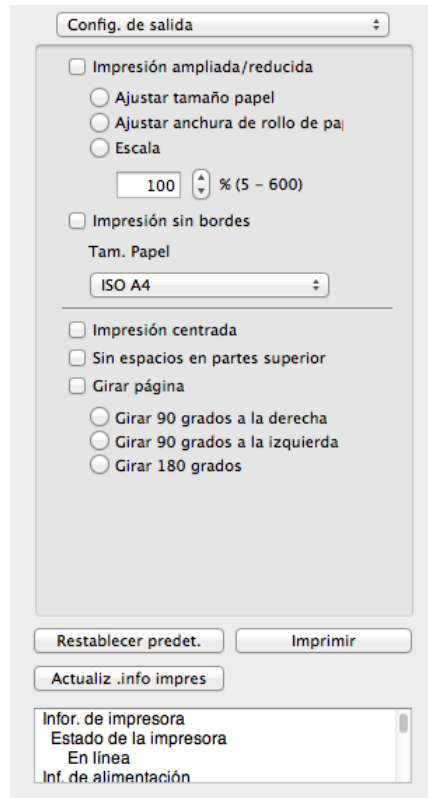 Config. de salida
Impresión ampliada/reducida
Ajustar tamaño papel
Ajustar anchura de rollo de pa
Escala
100 % (5 – 600)
Impresión sin bordes
Tam. Papel
ISO A4
Impresión centrada
Sin espacios en partes superior
Girar página
Girar 90 grados a la derecha
Girar 90 grados a la izquierda
Girar 180 grados
Restablecer predet. Imprimir
Actualiz .info impres
Infor. de impresora
Estado de la impresora
En línea
Inf. de alimentación